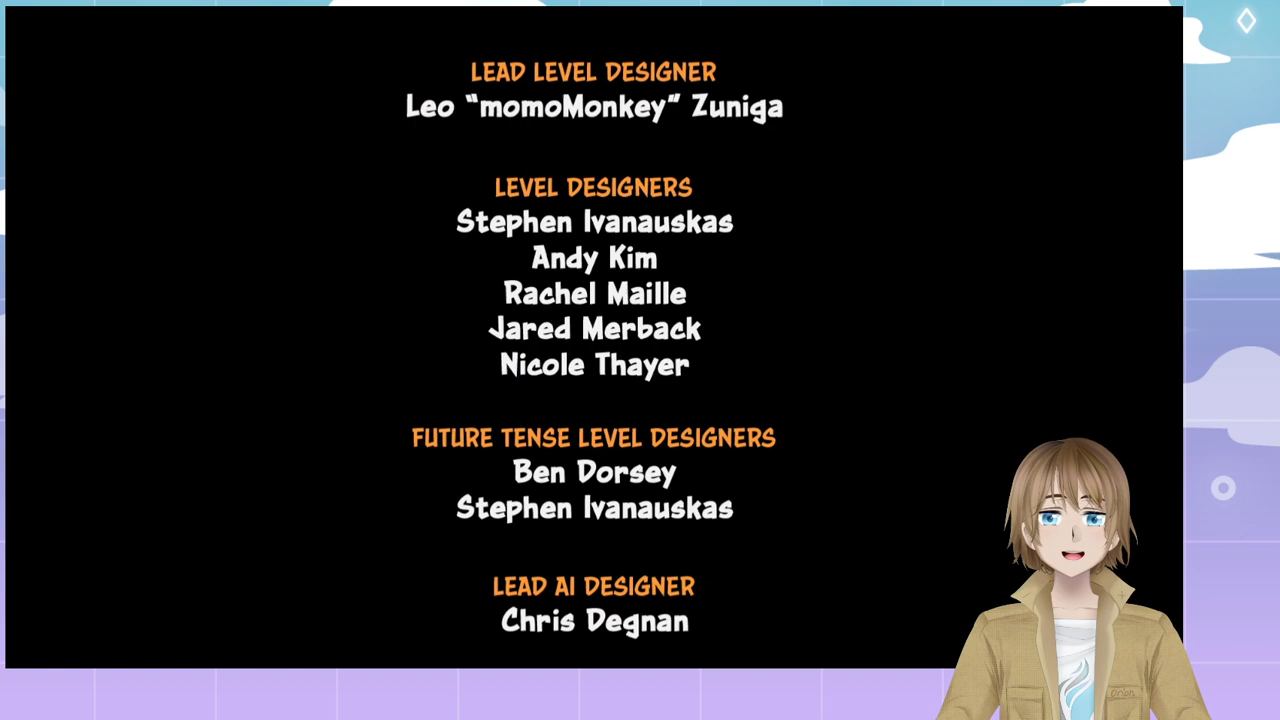 LEAD LEVEL DESIGNER
Leo “momoMonkey” Zuniga
LEVEL DESIGNERS
Stephen Ivanauskas
Andy Kim
Rachel Maille
Jared Merback
Nicole Thayer
FUTURE TENSE LEVEL DESIGNERS
Ben Dorsey
Stephen Ivanauskas
LEAD AI DESIGNER
Chris Degnan